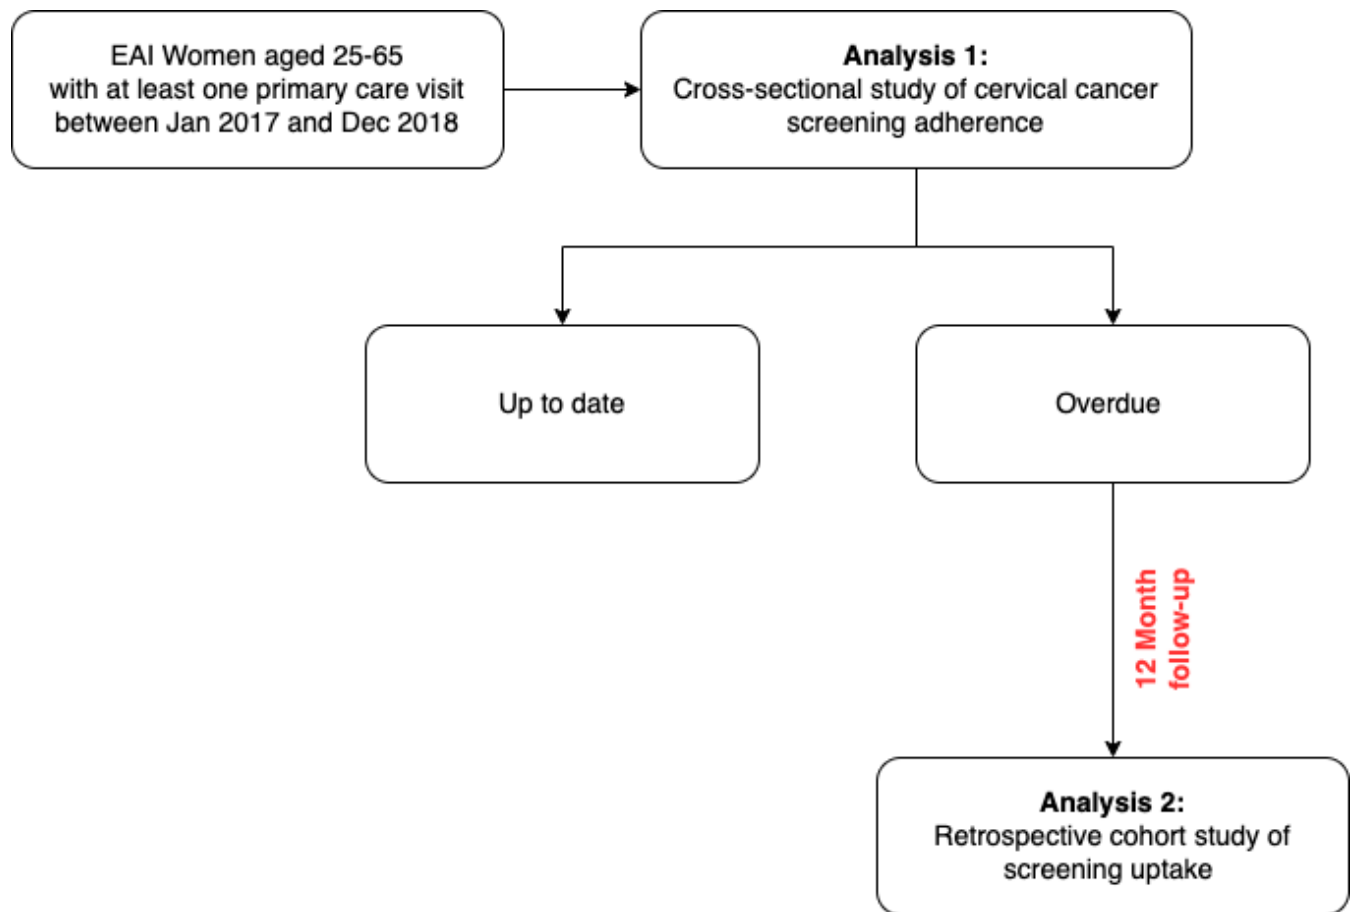 EAI Women aged 25-65
with at least one primary care visit
between Jan 2017 and Dec 2018
Analysis 1:
Cross-sectional study of cervical cancer
screening adherence
Up to date
Overdue
12 Month
follow-up
Analysis 2:
Retrospective cohort study of
screening uptake